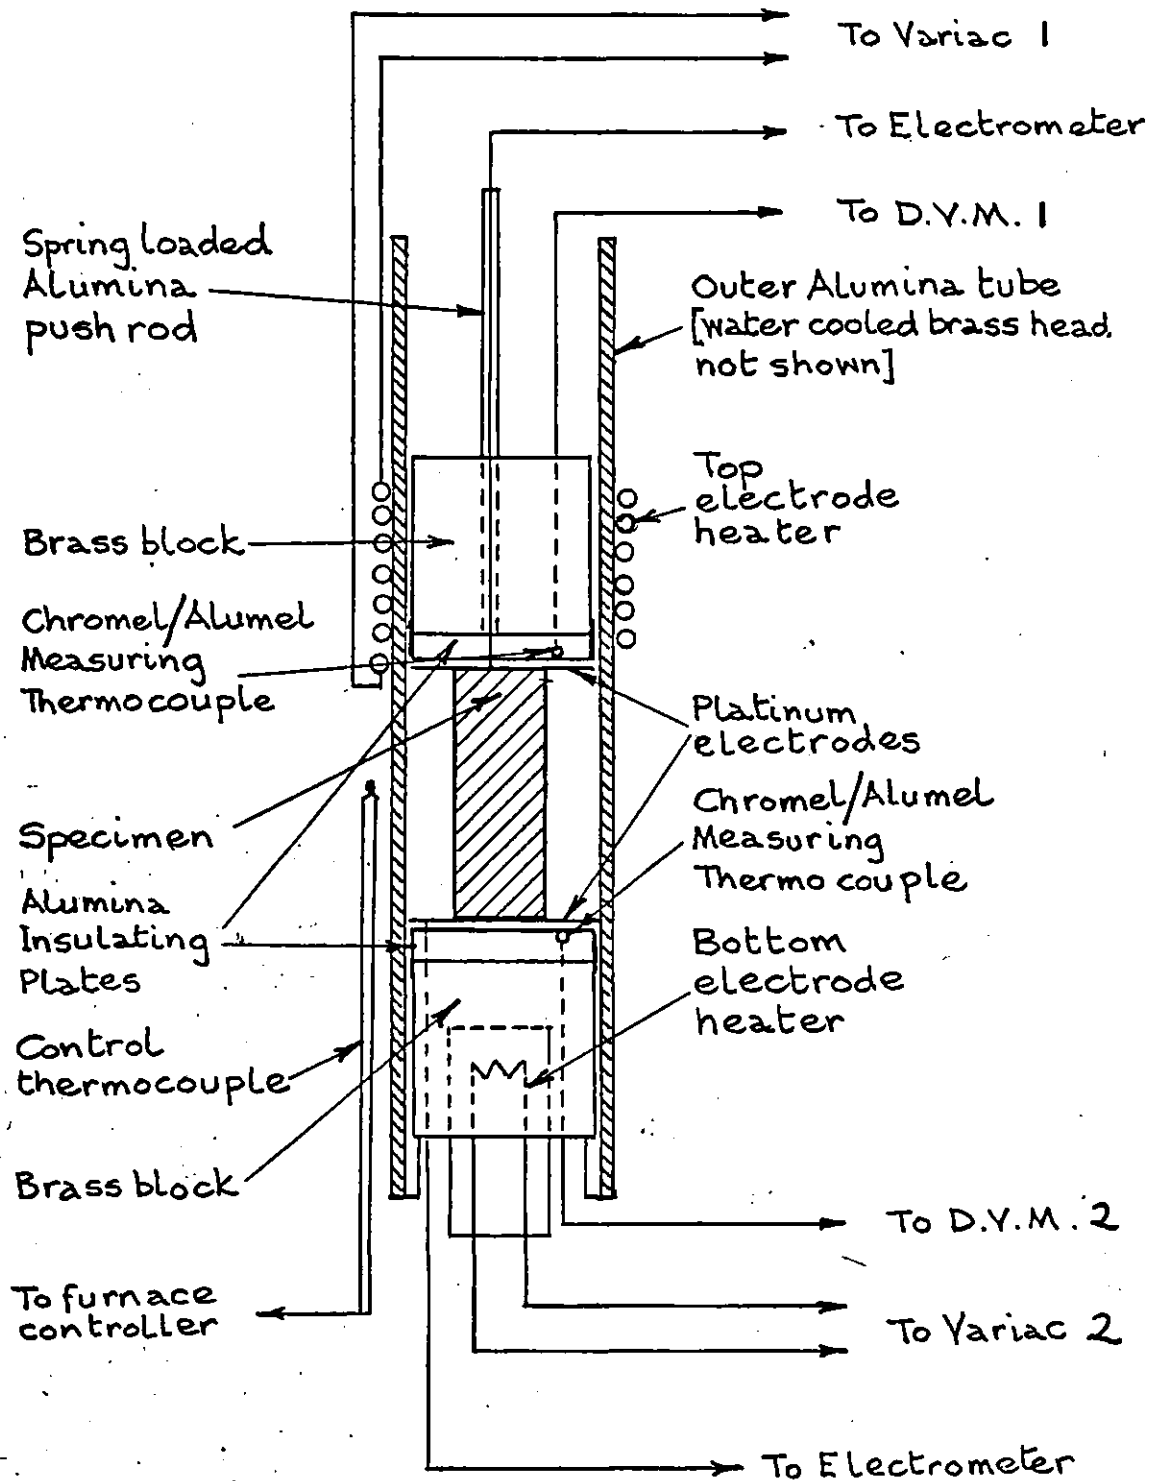 To Variac 1
To Electrometer
To D.V.M. 1
Spring loaded
Alumina
push rod
Outer Alumina tube
[water cooled brass head
not shown]
Top
electrode
heater
Brass block
Chromel/Alumel
Measuring
Thermocouple
Platinum
electrodes
Chromel/Alumel
Measuring
Thermo couple
Specimen
Alumina
Insulating
Plates
Bottom
electrode
heater
Control
thermocouple
Brass block
To D.V.M. 2
To furnace
controller
To Variac 2
To Electrometer